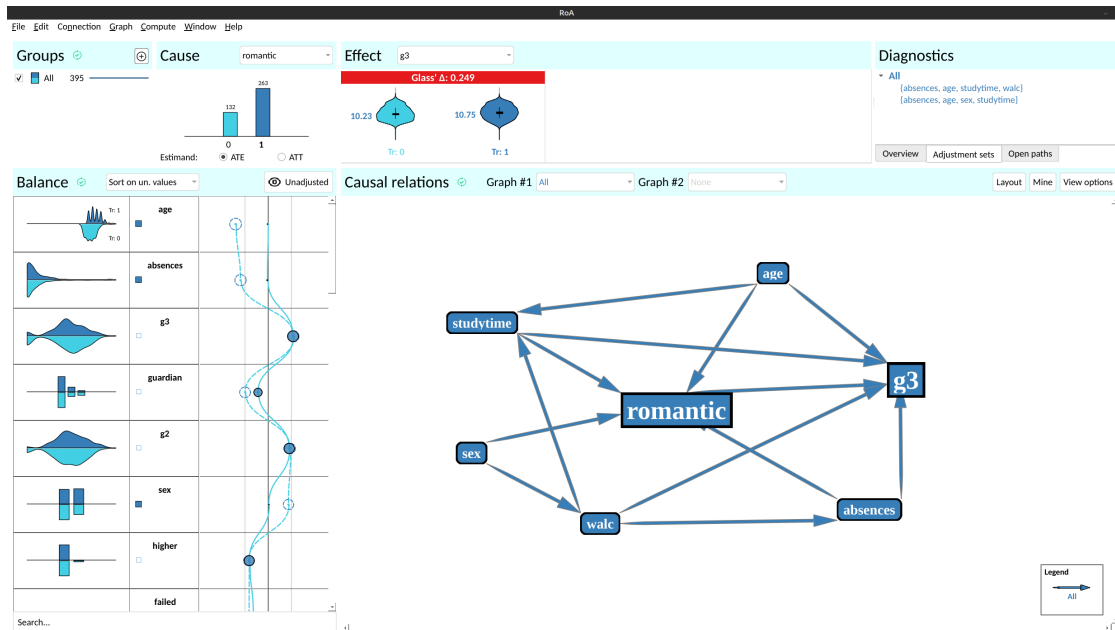 RoA
File Edit Connection Graph Compute Window Help
Groups
All 395
Cause
romantic
132
263
0 1
Estimand: ATE ATT
Effect
g3
Glass' Δ: 0.249
10.23
10.75
Tr: 0
Tr: 1
Diagnostics
All
{absences, age, studytime, walc}
{absences, age, sex, studytime}
Overview Adjustment sets Open paths
Balance
Sort on un. values
Unadjusted
Tr: 1
Tr: 0
age
absences
g3
guardian
g2
sex
higher
failed
Search...
Causal relations
Graph #1 All
Graph #2 None
Layout Mine View options
age
studytime
g3
romantic
sex
absences
walc
Legend
All